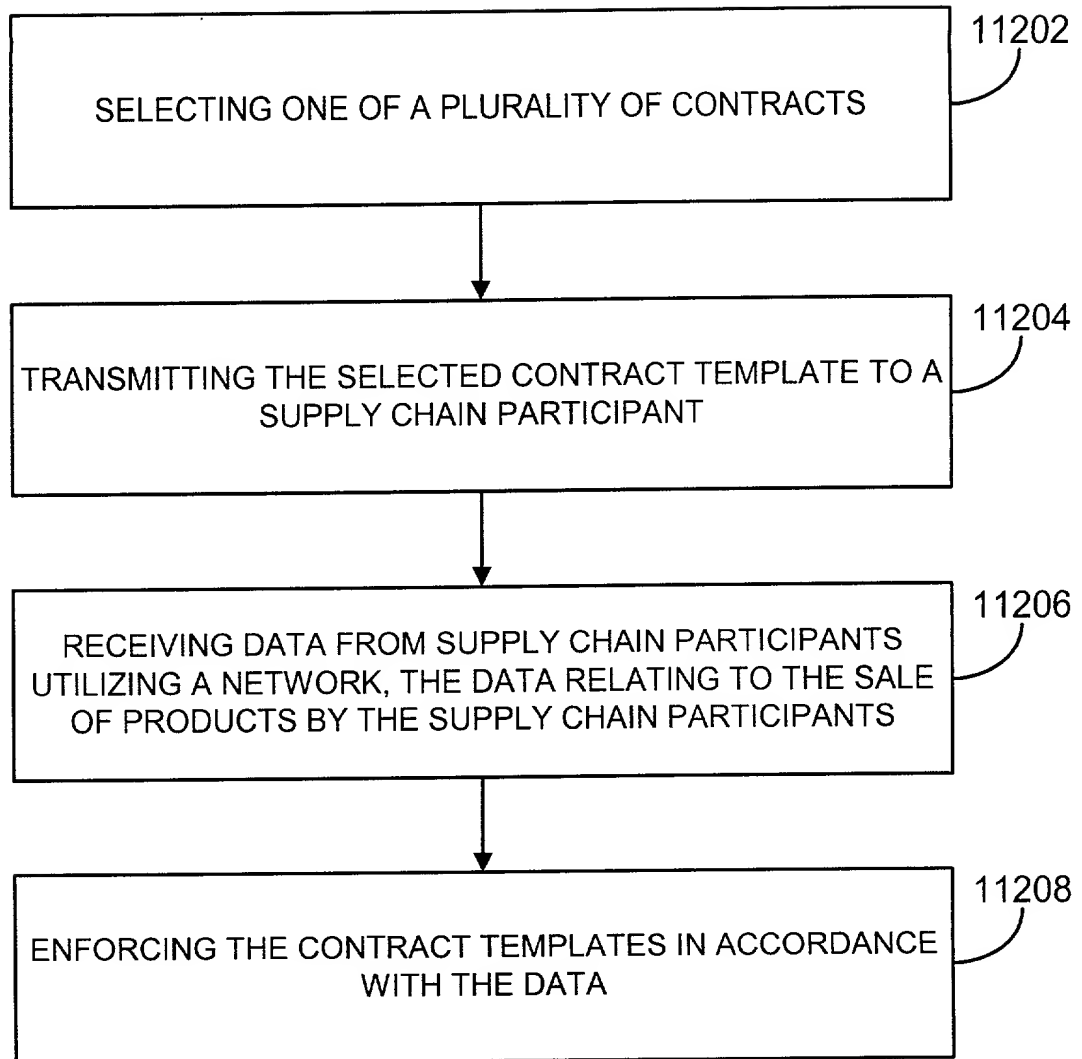 11202
SELECTING ONE OF A PLURALITY OF CONTRACTS
11204
TRANSMITTING THE SELECTED CONTRACT TEMPLATE TO A
SUPPLY CHAIN PARTICIPANT
11206
RECEIVING DATA FROM SUPPLY CHAIN PARTICIPANTS
UTILIZING A NETWORK, THE DATA RELATING TO THE SALE
OF PRODUCTS BY THE SUPPLY CHAIN PARTICIPANTS
11208
ENFORCING THE CONTRACT TEMPLATES IN ACCORDANCE
WITH THE DATA